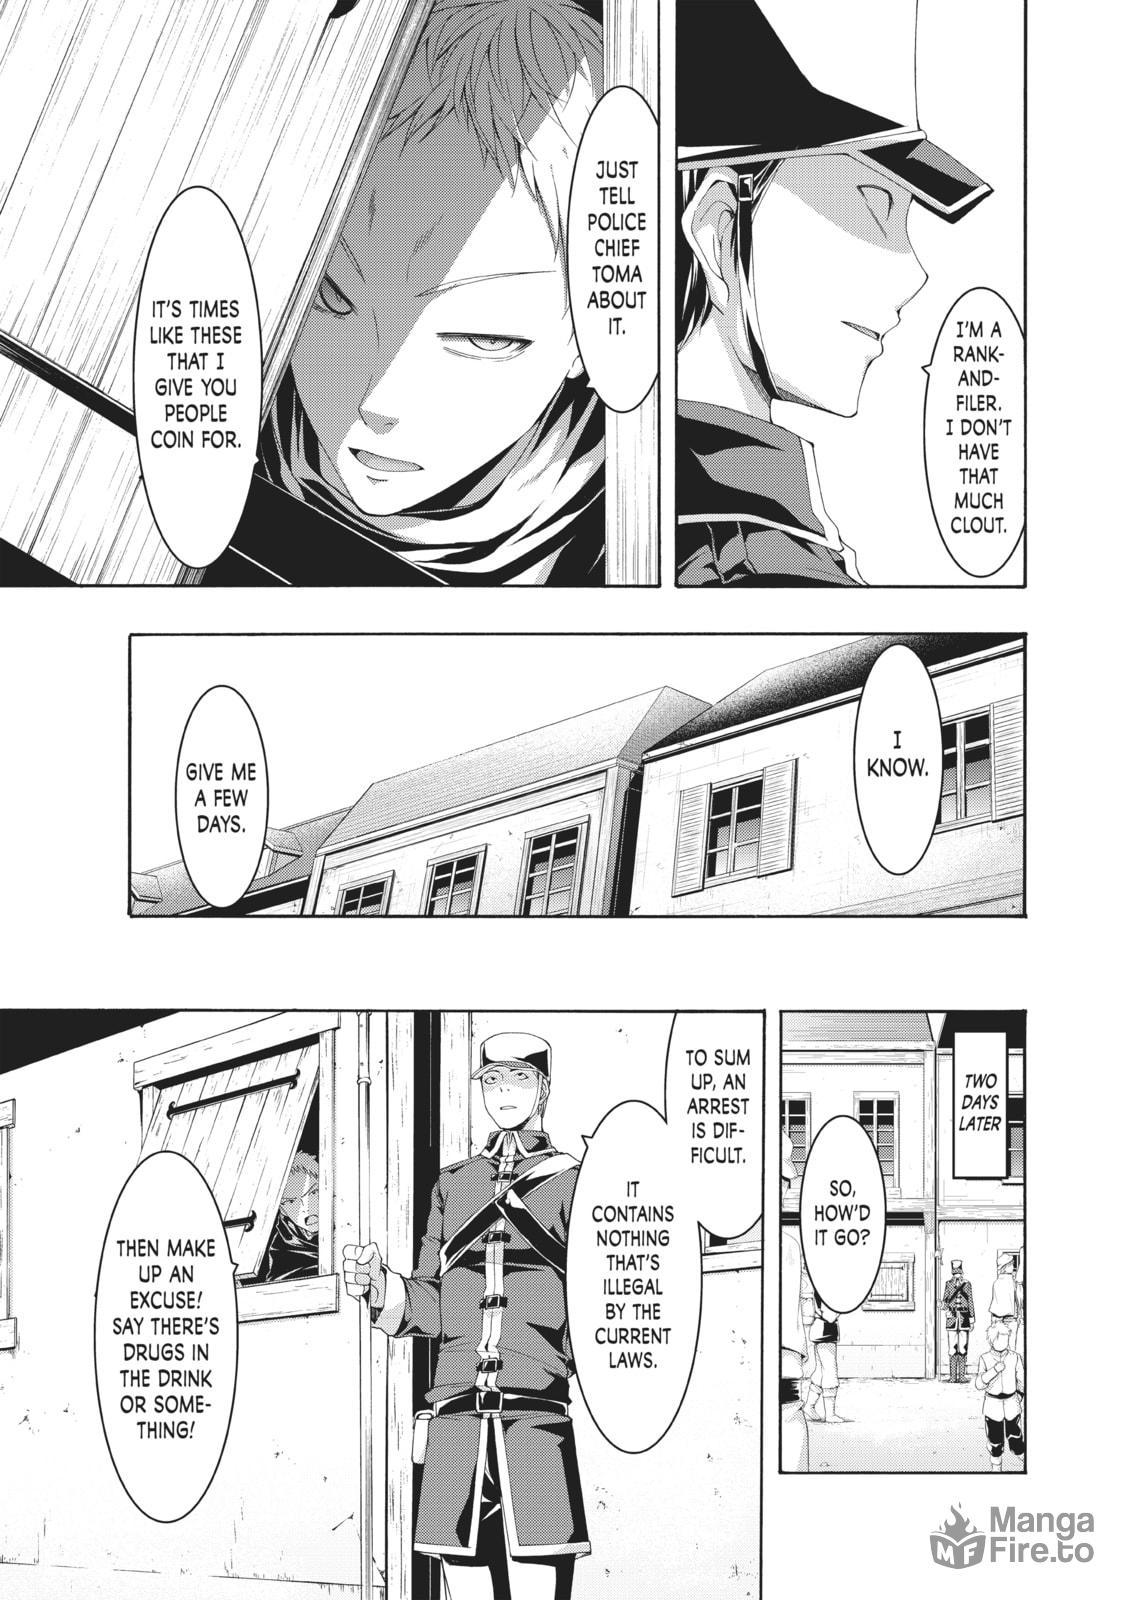 I'M A
RANK-
AND-
FILER.
I DON'T
HAVE
THAT
MUCH
CLOUT.
JUST
TELL
POLICE
CHIEF
TOMA
ABOUT
IT.
IT'S TIMES
LIKE THESE
THAT I
GIVE YOU
PEOPLE
COIN FOR.
I
KNOW.
GIVE ME
A FEW
DAYS.
TWO
DAYS
LATER
SO,
HOW'D
IT GO?
TO SUM
UP, AN
ARREST
IS DIF-
FICULT.
IT
CONTAINS
NOTHING
THAT'S
ILLEGAL
BY THE
CURRENT
LAWS.
THEN MAKE
UP AN
EXCUSE!
SAY THERE'S
DRUGS IN
THE DRINK
OR SOME-
THING!
MF
Manga
Fire.to